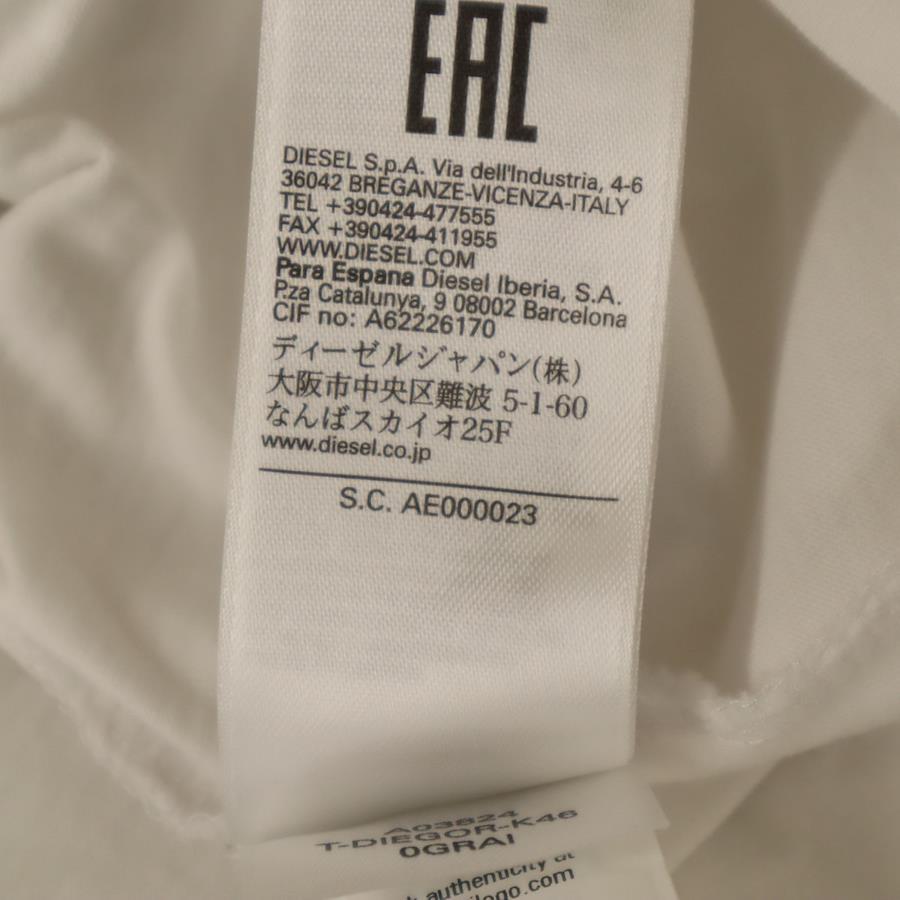 EAC
DIESEL S.p.A. Via dell'Industria, 4-6
36042 BREGANZE-VICENZA-ITALY
TEL +390424-477555
FAX +390424-411955
WWW.DIESEL.COM
Para Espana Diesel Iberia, S.A.
P.za Catalunya, 9 08002 Barcelona
CIF no: A62226170
ディーゼルジャパン(株)
大阪市中央区難波 5-1-60
なんばスカイオ25F
www.diesel.co.jp
S.C. AE000023
A03824
T-DIEGOR-K46
0GRAI
authenticity at